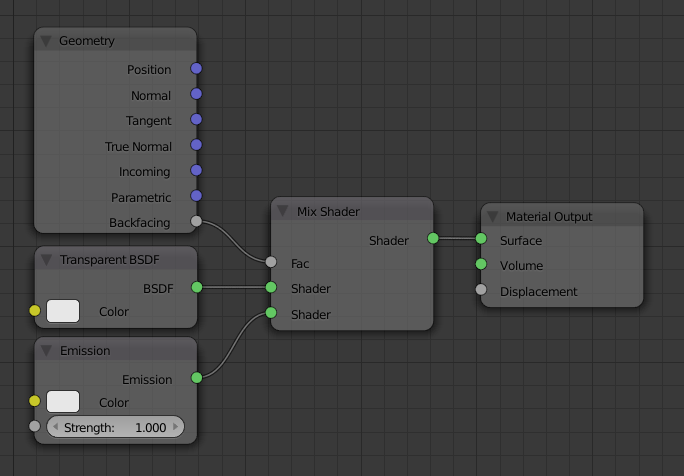 Geometry
Position
Normal
Tangent
True Normal
Incoming
Parametric
Backfacing
Transparent BSDF
BSDF
Color
Emission
Emission
Color
Strength: 1.000
Mix Shader
Shader
Fac
Shader
Shader
Material Output
Surface
Volume
Displacement